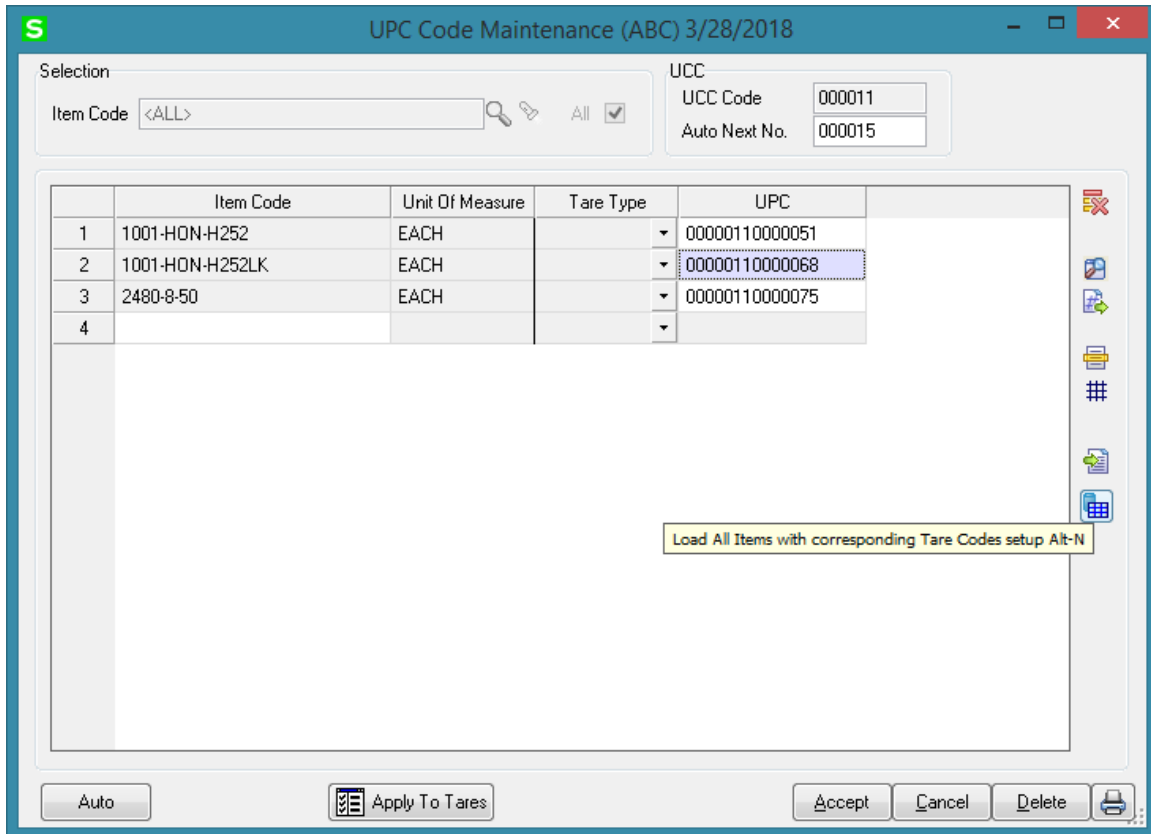 S UPC Code Maintenance (ABC) 3/28/2018
Selection
Item Code <ALL> All
UCC
UCC Code 000011
Auto Next No. 000015
Item Code Unit Of Measure Tare Type UPC
1 1001-HON-H252 EACH 00000110000051
2 1001-HON-H252LK EACH 00000110000068
3 2480-8-50 EACH 00000110000075
4
Load All Items with corresponding Tare Codes setup Alt-N
Auto Apply To Tares Accept Cancel Delete